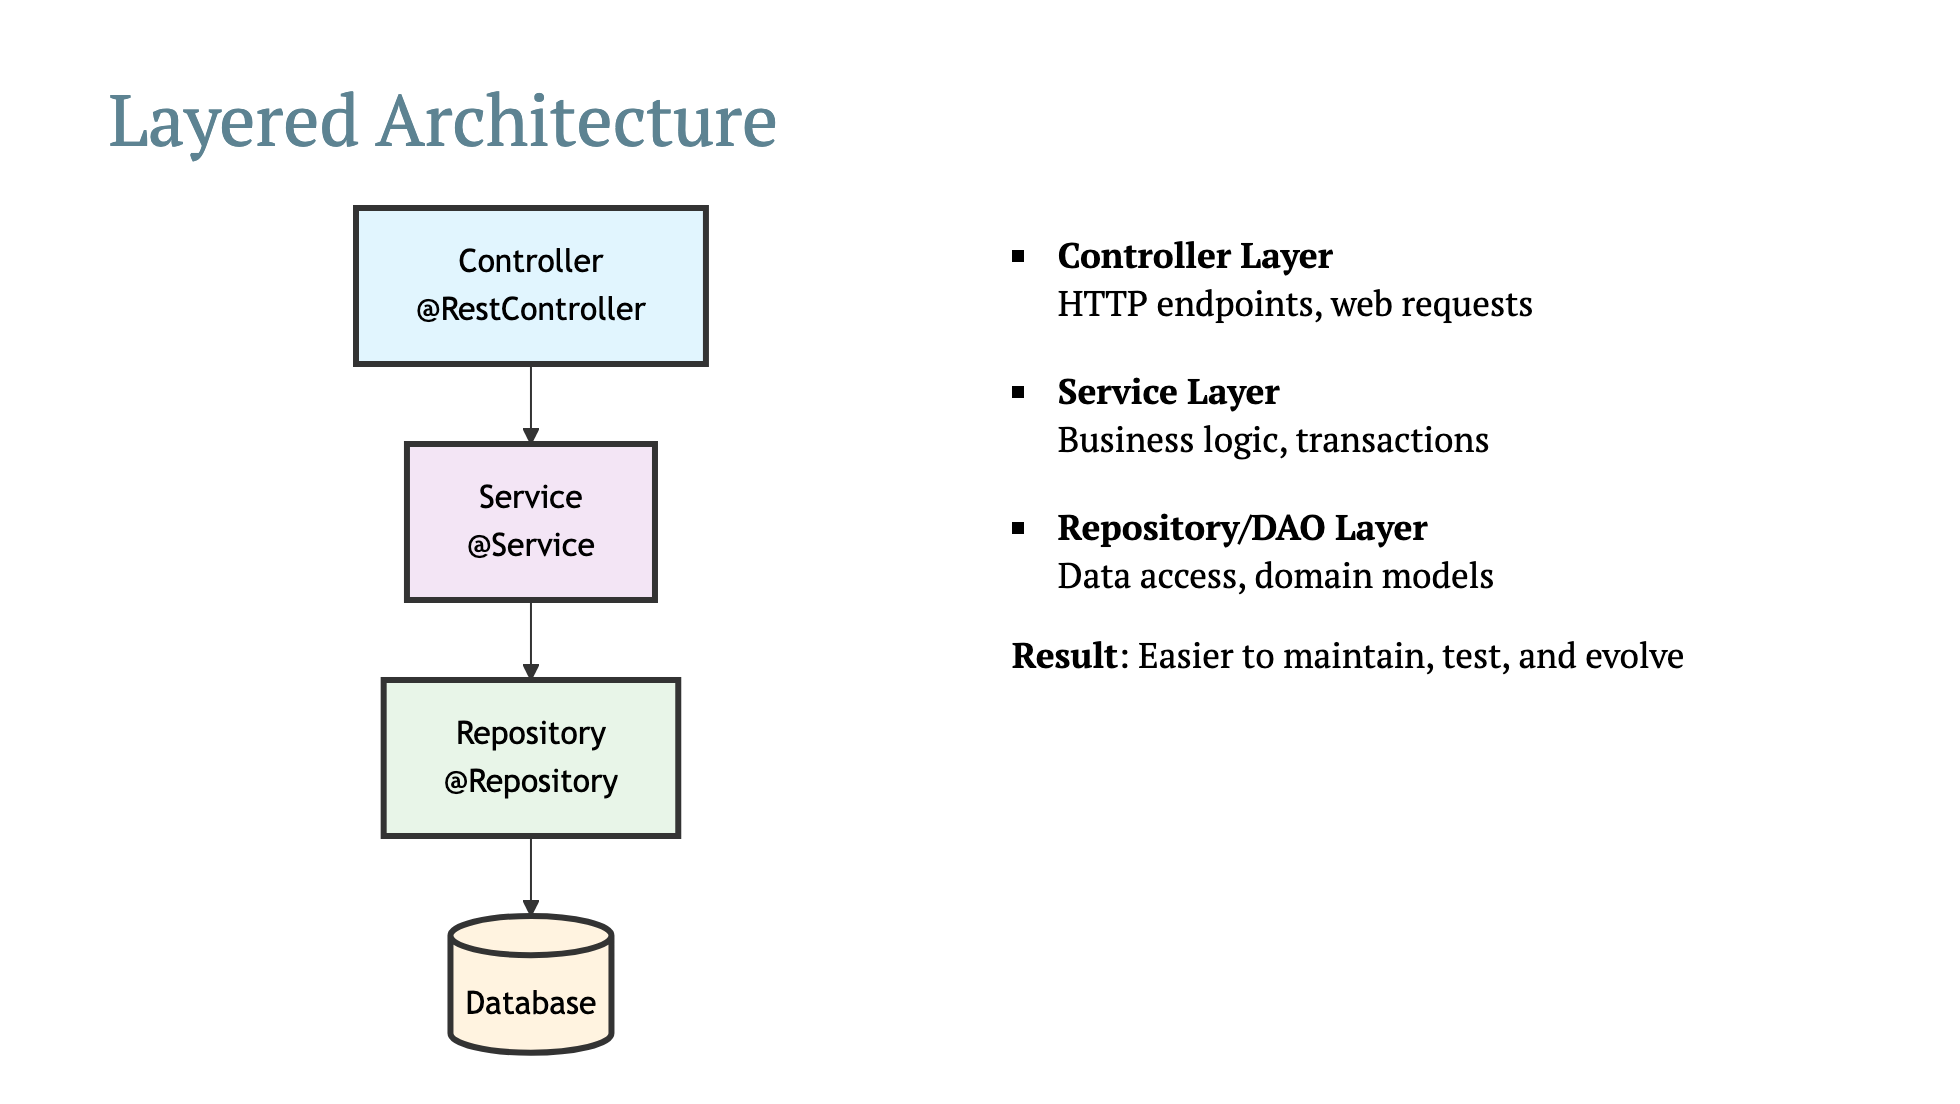 Layered Architecture
Controller
@RestController
Service
@Service
Repository
@Repository
Database
Controller Layer
HTTP endpoints, web requests
Service Layer
Business logic, transactions
Repository/DAO Layer
Data access, domain models
Result: Easier to maintain, test, and evolve